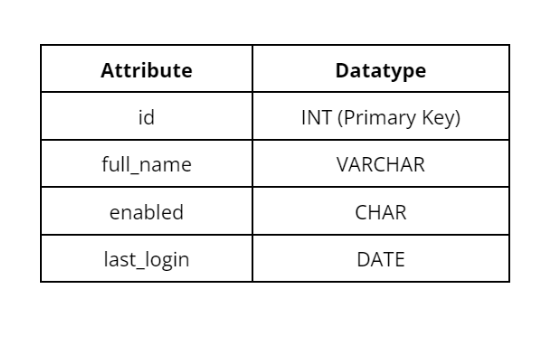 Attribute Datatype
id INT (Primary Key)
full_name VARCHAR
enabled CHAR
last_login DATE